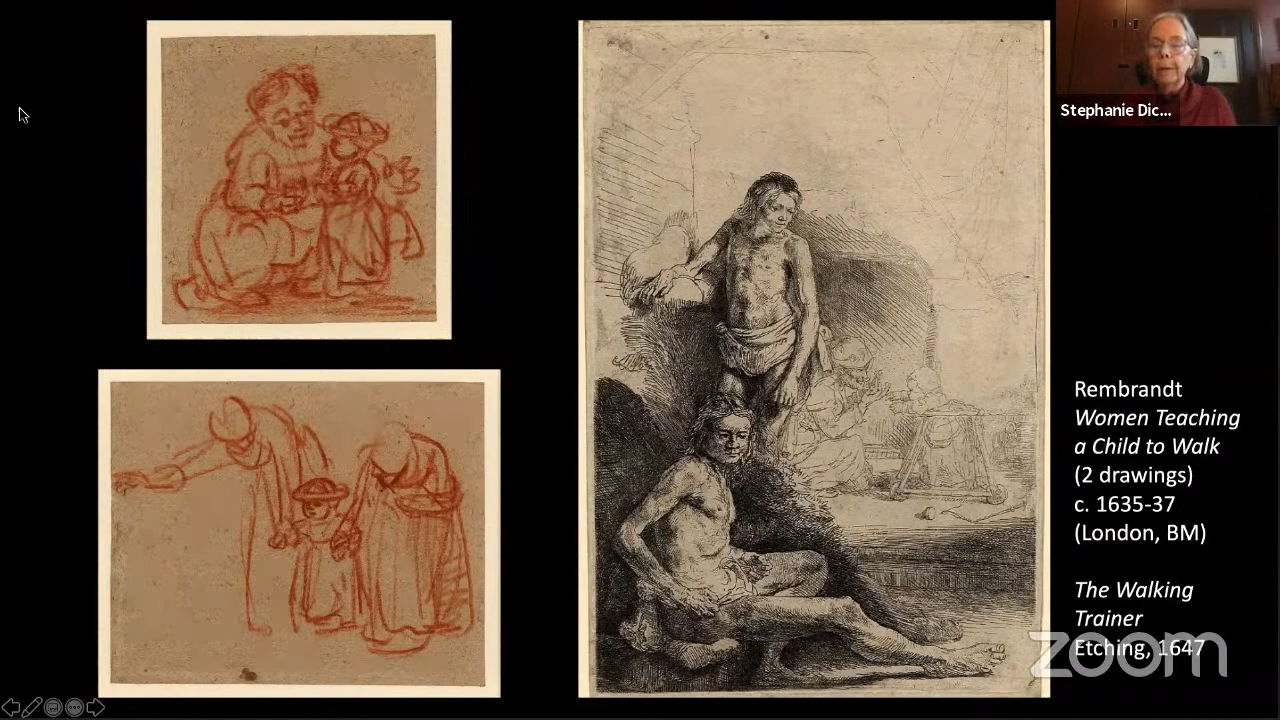 Stephanie Dic...
Rembrandt
Women Teaching
a Child to Walk
(2 drawings)
c. 1635-37
(London, BM)
The Walking
Trainer
Etching, 1647
zoom